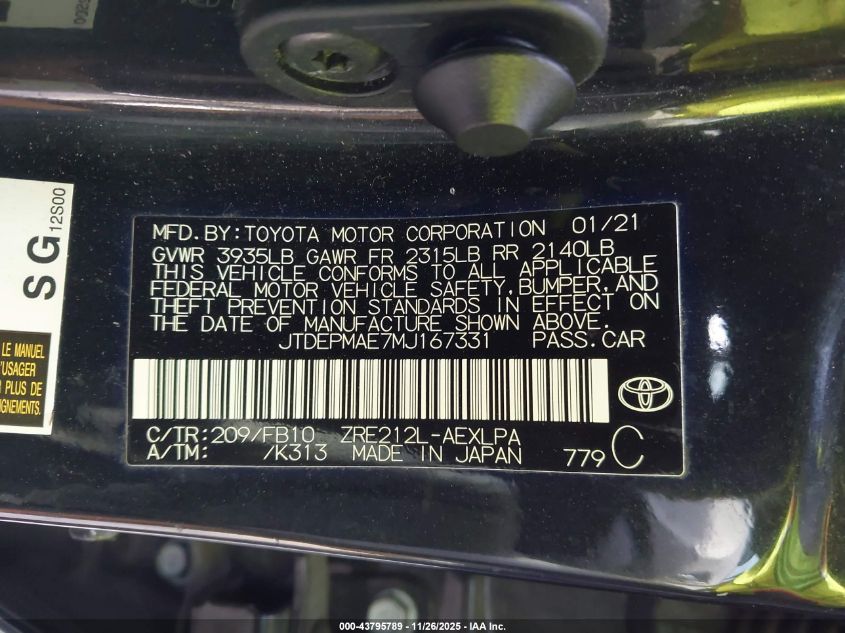 MFD. BY: TOYOTA MOTOR CORPORATION 01/21
GVWR 3935LB GAWR FR 2315LB RR 2140LB
THIS VEHICLE CONFORMS TO ALL APPLICABLE
FEDERAL MOTOR VEHICLE SAFETY, BUMPER, AND
THEFT PREVENTION STANDARDS IN EFFECT ON
THE DATE OF MANUFACTURE SHOWN ABOVE.
JTDEPMAE7MJ167331 PASS. CAR
C/TR: 209/FB10 ZRE212L-AEXLPA
A/TM: /K313 MADE IN JAPAN 779 C
SG
12S00
LE MANUEL
'USAGER
PLUS DE
IGNEMENTS.
000-43795789 - 11/26/2025 - IAA Inc.